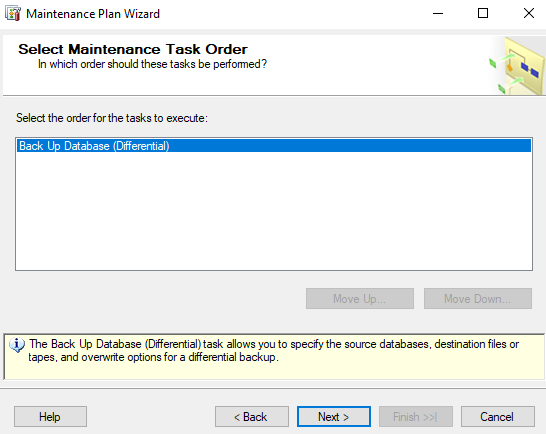 Maintenance Plan Wizard
Select Maintenance Task Order
In which order should these tasks be performed?
Select the order for the tasks to execute:
Back Up Database (Differential)
Move Up...
Move Down...
The Back Up Database (Differential) task allows you to specify the source databases, destination files or
tapes, and overwrite options for a differential backup.
Help
< Back
Next >
Finish >>|
Cancel